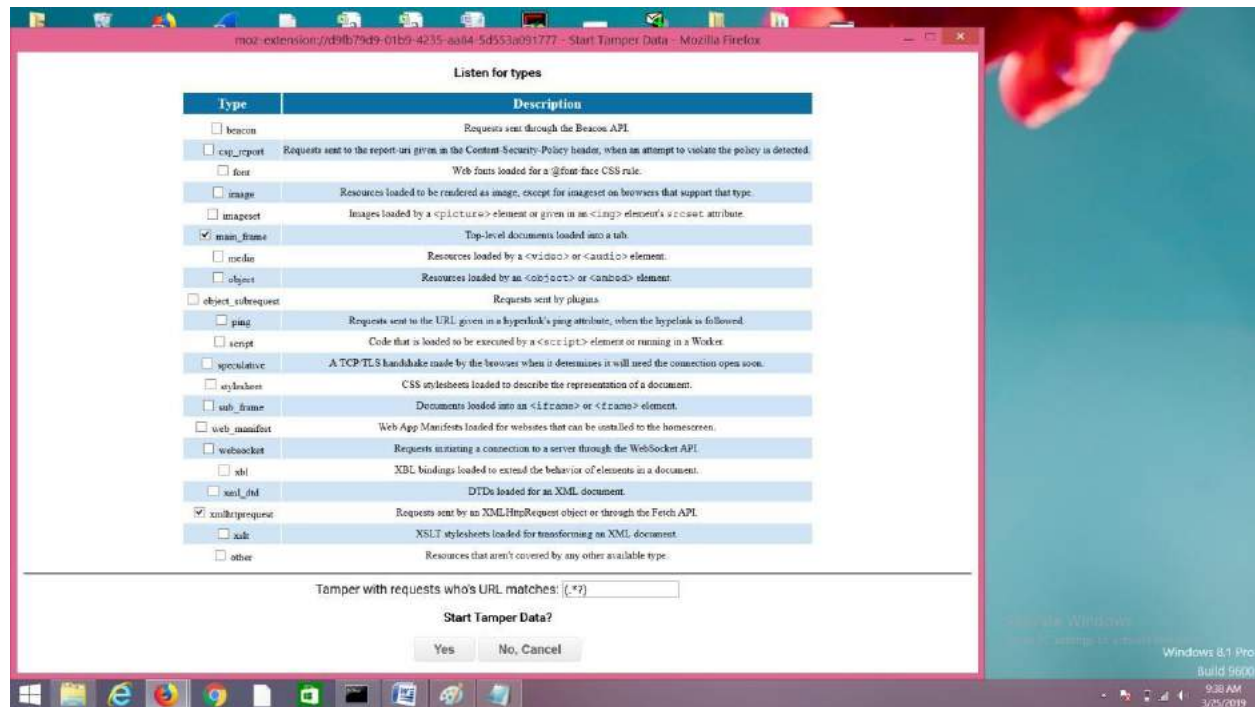 moz-extension://d9fb79d9-01b9-4235-aa84-5d553a091777 - Start Tamper Data - Mozilla Firefox
Listen for types
Type Description
beacon Requests sent through the Beacon API.
csp_report Requests sent to the report-uri given in the Content-Security-Policy header, when an attempt to violate the policy is detected.
font Web fonts loaded for a @font-face CSS rule.
image Resources loaded to be rendered as image, except for imageset on browsers that support that type.
imageset Images loaded by a <picture> element or given in an <img> element's srcset attribute.
main_frame Top-level documents loaded into a tab.
media Resources loaded by a <video> or <audio> element.
object Resources loaded by an <object> or <embed> element.
object_subrequest Requests sent by plugins.
ping Requests sent to the URL given in a hyperlink's ping attribute, when the hypelink is followed.
script Code that is loaded to be executed by a <script> element or running in a Worker.
speculative A TCP/TLS handshake made by the browser when it determines it will need the connection open soon.
stylesheet CSS stylesheets loaded to describe the representation of a document.
sub_frame Documents loaded into an <iframe> or <frame> element.
web_manifest Web App Manifests loaded for websites that can be installed to the homescreen.
websocket Requests initiating a connection to a server through the WebSocket API.
xbl XBL bindings loaded to extend the behavior of elements in a document.
xml_dtd DTDs loaded for an XML document.
xmlhttprequest Requests sent by an XMLHttpRequest object or through the Fetch API.
xslt XSLT stylesheets loaded for transforming an XML document.
other Resources that aren't covered by any other available type.
Tamper with requests who's URL matches: (.*?)
Start Tamper Data?
Yes No, Cancel
Activate Windows
Windows 8.1 Pro
Build 9600
9:38 AM
3/25/2019